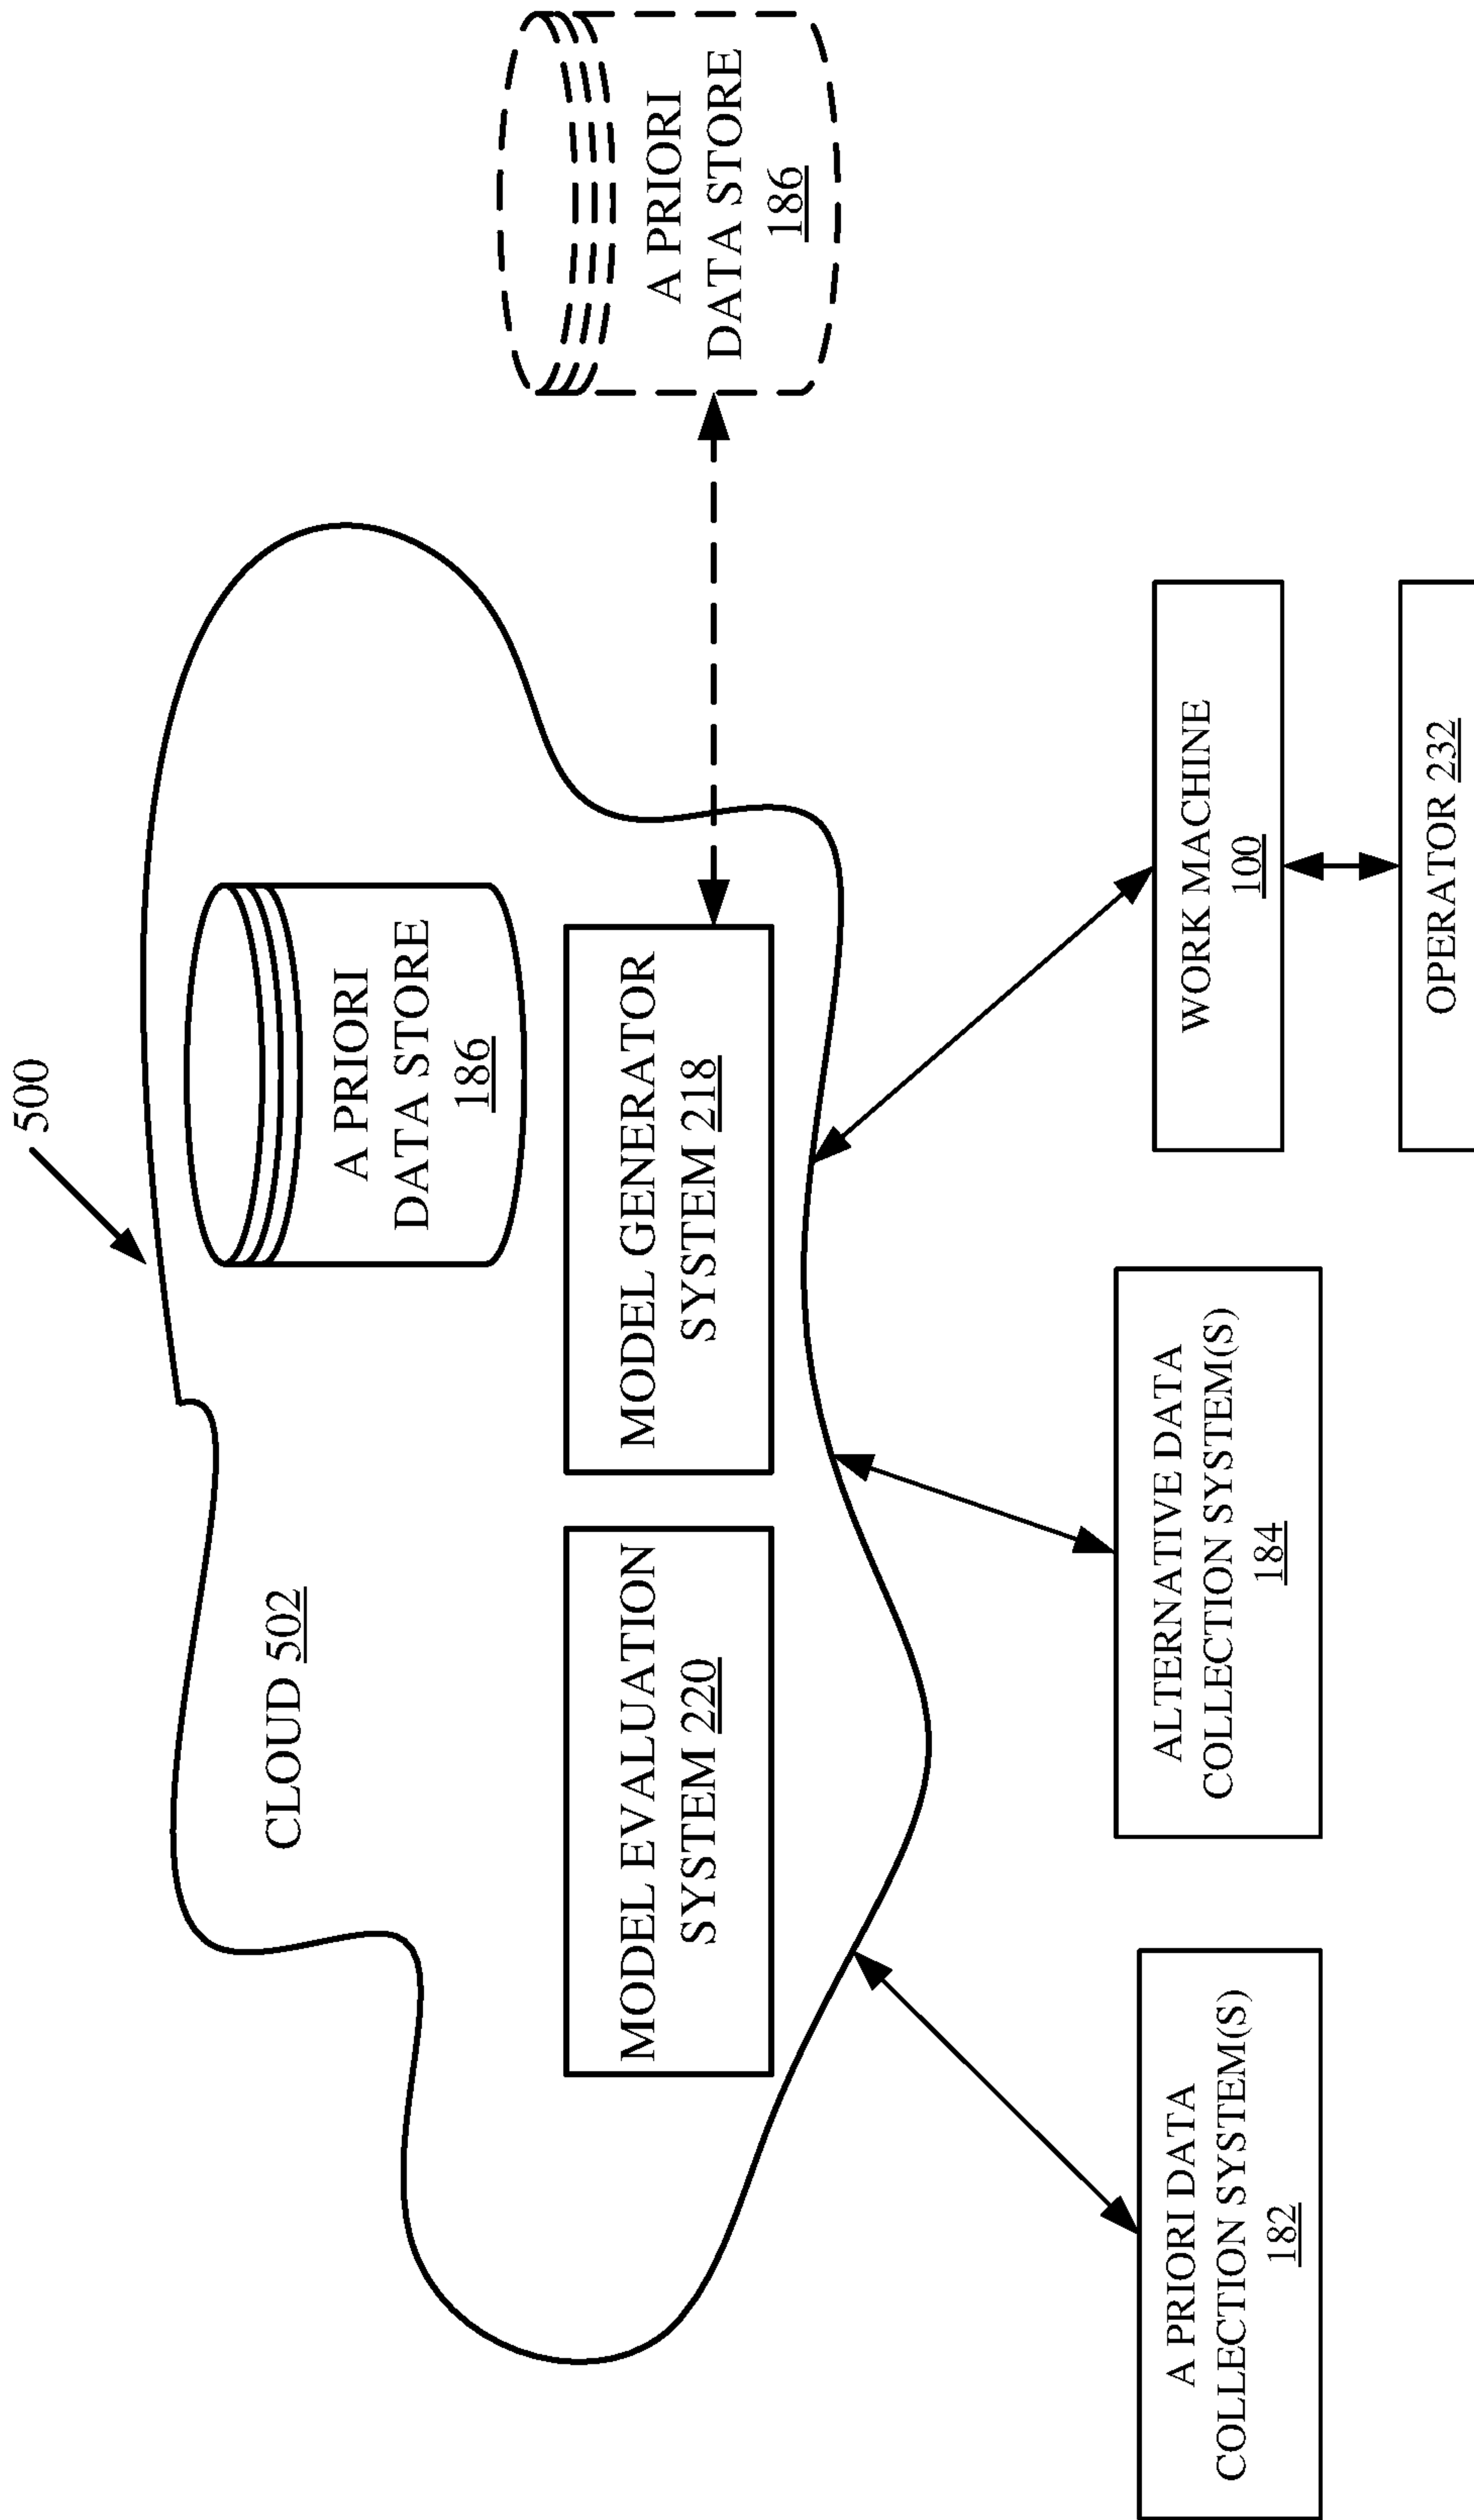 500
CLOUD 502
A PRIORI
DATA STORE
186
A PRIORI
DATA STORE
186
MODEL EVALUATION
SYSTEM 220
MODEL GENERATOR
SYSTEM 218
A PRIORI DATA
COLLECTION SYSTEM(S)
182
ALTERNATIVE DATA
COLLECTION SYSTEM(S)
184
WORK MACHINE
100
OPERATOR 232